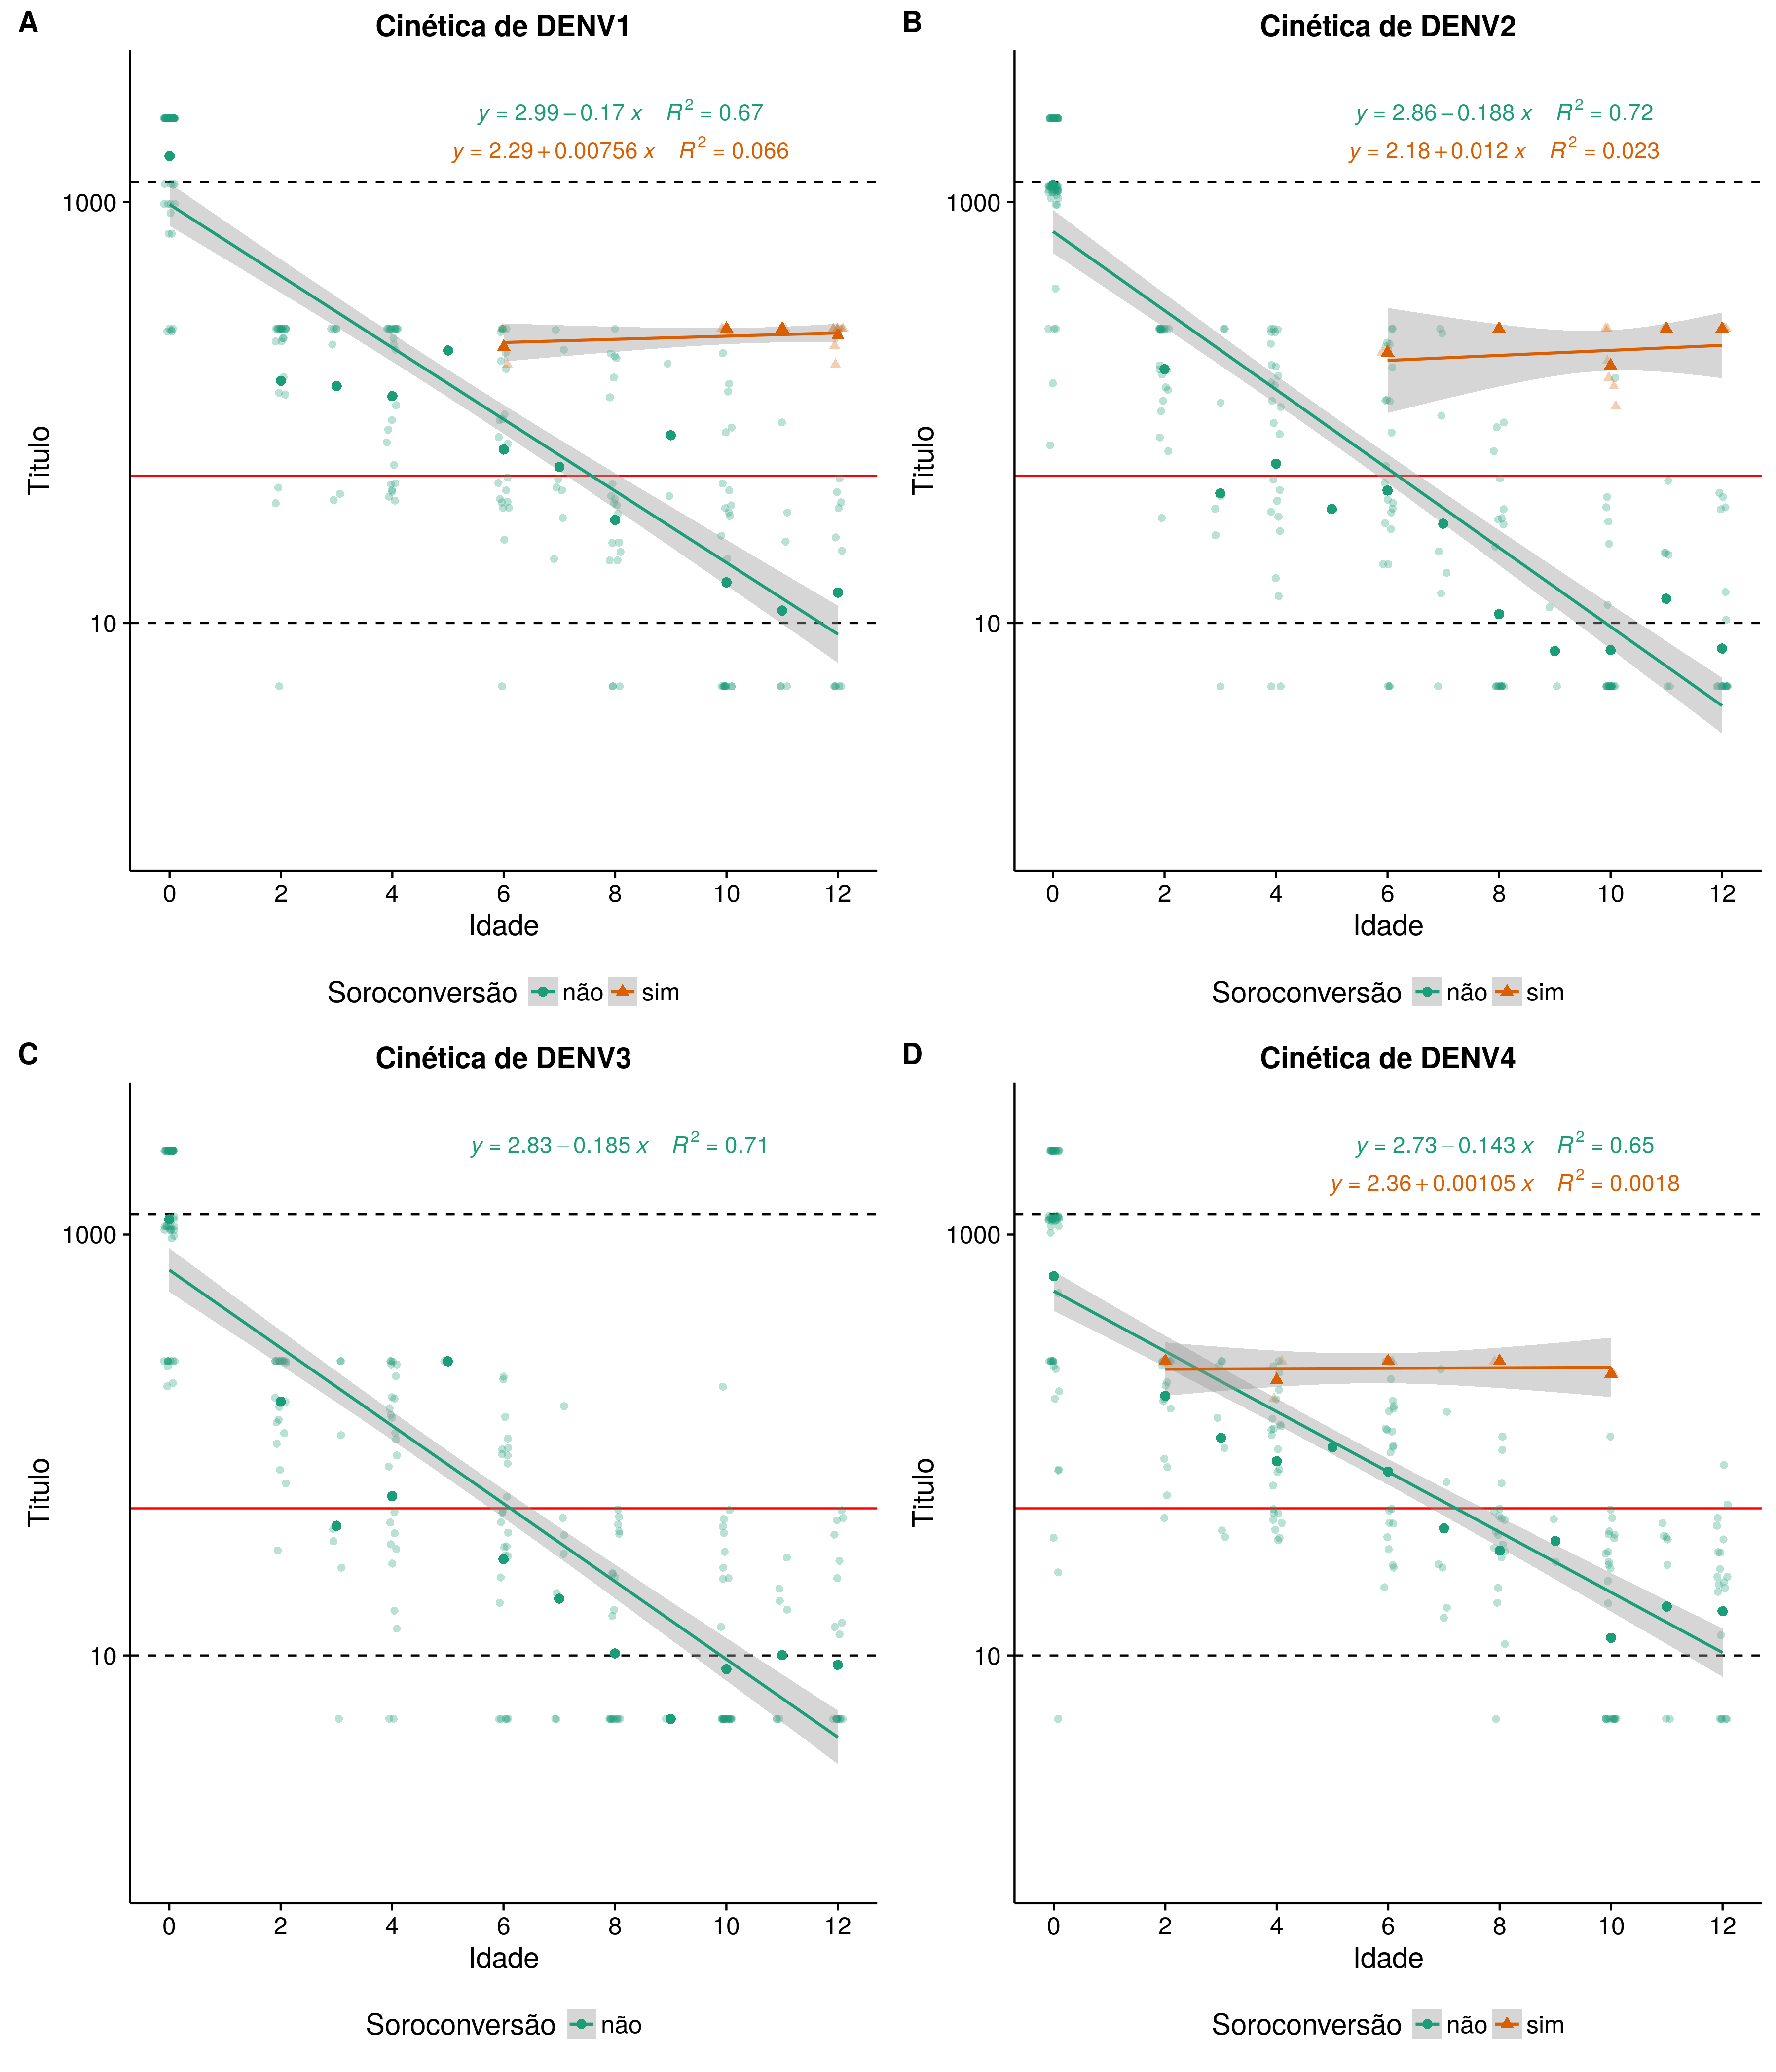 A
Cinética de DENV1
y = 2.99 − 0.17 x R² = 0.67
y = 2.29 + 0.00756 x R² = 0.066
1000
10
Titulo
0 2 4 6 8 10 12
Idade
Soroconversão não sim
B
Cinética de DENV2
y = 2.86 − 0.188 x R² = 0.72
y = 2.18 + 0.012 x R² = 0.023
1000
10
Titulo
0 2 4 6 8 10 12
Idade
Soroconversão não sim
C
Cinética de DENV3
y = 2.83 − 0.185 x R² = 0.71
1000
10
Titulo
0 2 4 6 8 10 12
Idade
Soroconversão não
D
Cinética de DENV4
y = 2.73 − 0.143 x R² = 0.65
y = 2.36 + 0.00105 x R² = 0.0018
1000
10
Titulo
0 2 4 6 8 10 12
Idade
Soroconversão não sim